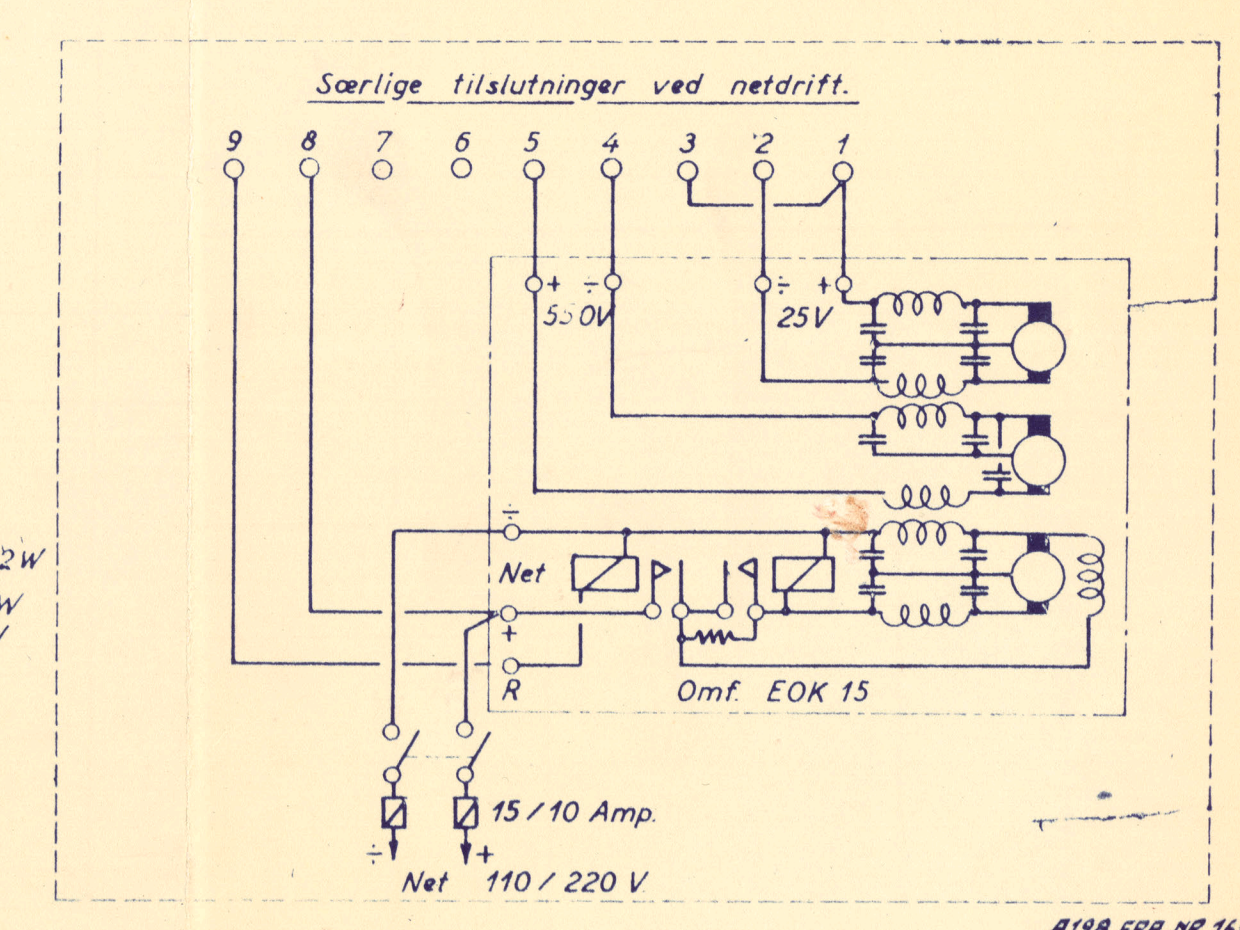 Særlige tilslutninger ved netdrift.
9 8 7 6 5 4 3 2 1
+ ÷ ÷ +
550V 25V
÷
2W
Net
W
+
R
Omf. EOK 15
15/10 Amp.
÷ +
Net 110/220 V.